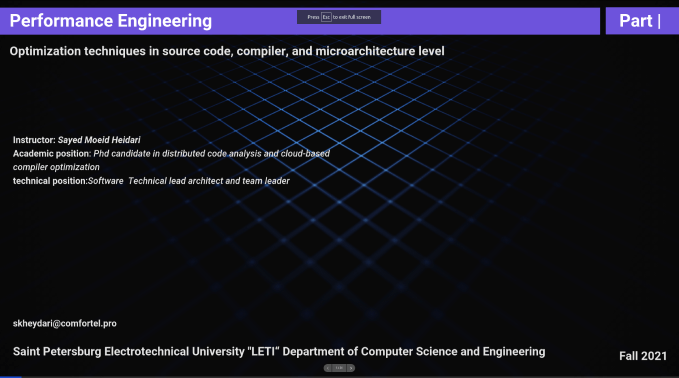 Performance Engineering
Press Esc to exit full screen
Part |
Optimization techniques in source code, compiler, and microarchitecture level
Instructor: Sayed Moeid Heidari
Academic position: Phd candidate in distributed code analysis and cloud-based
compiler optimization
technical position:Software Technical lead architect and team leader
skheydari@comfortel.pro
Saint Petersburg Electrotechnical University "LETI" Department of Computer Science and Engineering
Fall 2021